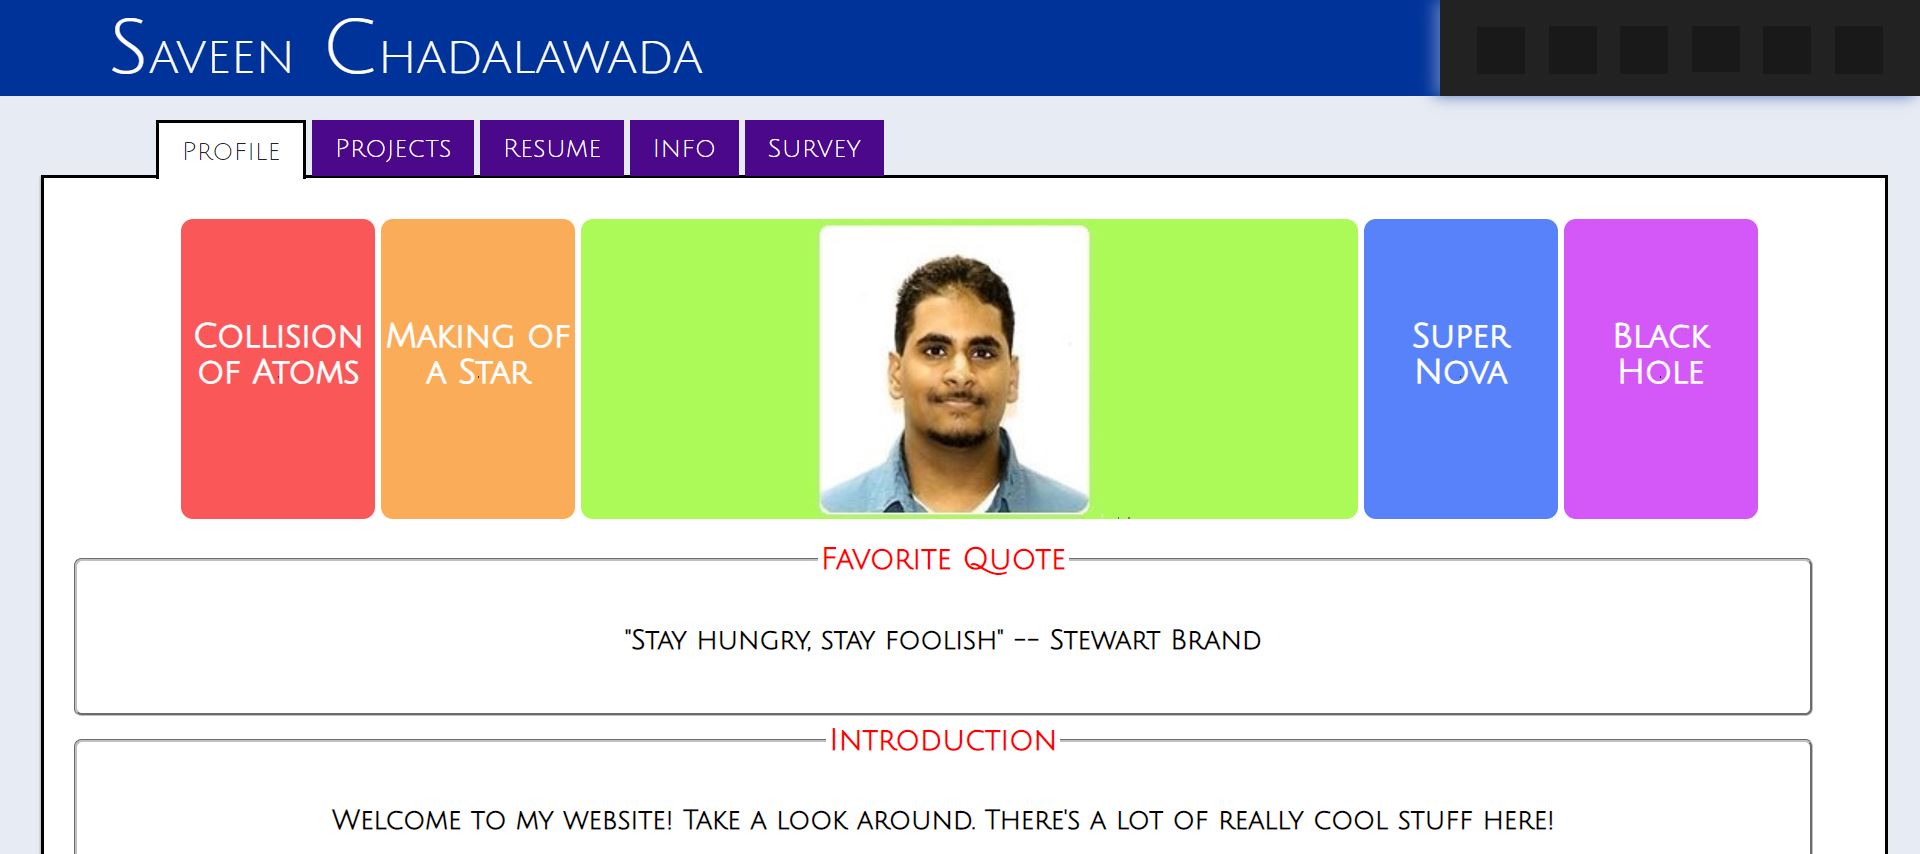 Saveen Chadalawada
Profile
Projects
Resume
Info
Survey
Collision
of Atoms
Making of
a Star
Super
Nova
Black
Hole
Favorite Quote
"Stay hungry, stay foolish" -- Stewart Brand
Introduction
Welcome to my website! Take a look around. There's a lot of really cool stuff here!